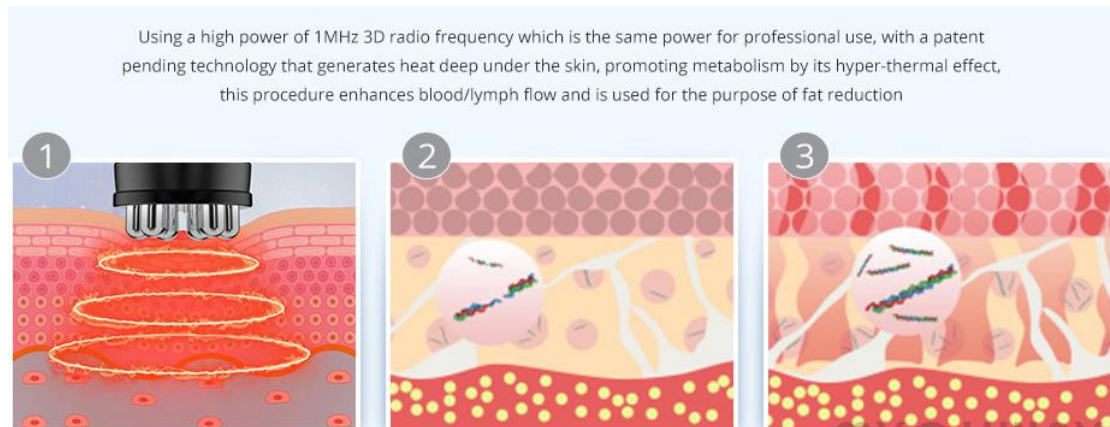 Using a high power of 1MHz 3D radio frequency which is the same power for professional use, with a patent
pending technology that generates heat deep under the skin, promoting metabolism by its hyper-thermal effect,
this procedure enhances blood/lymph flow and is used for the purpose of fat reduction
1
2
3